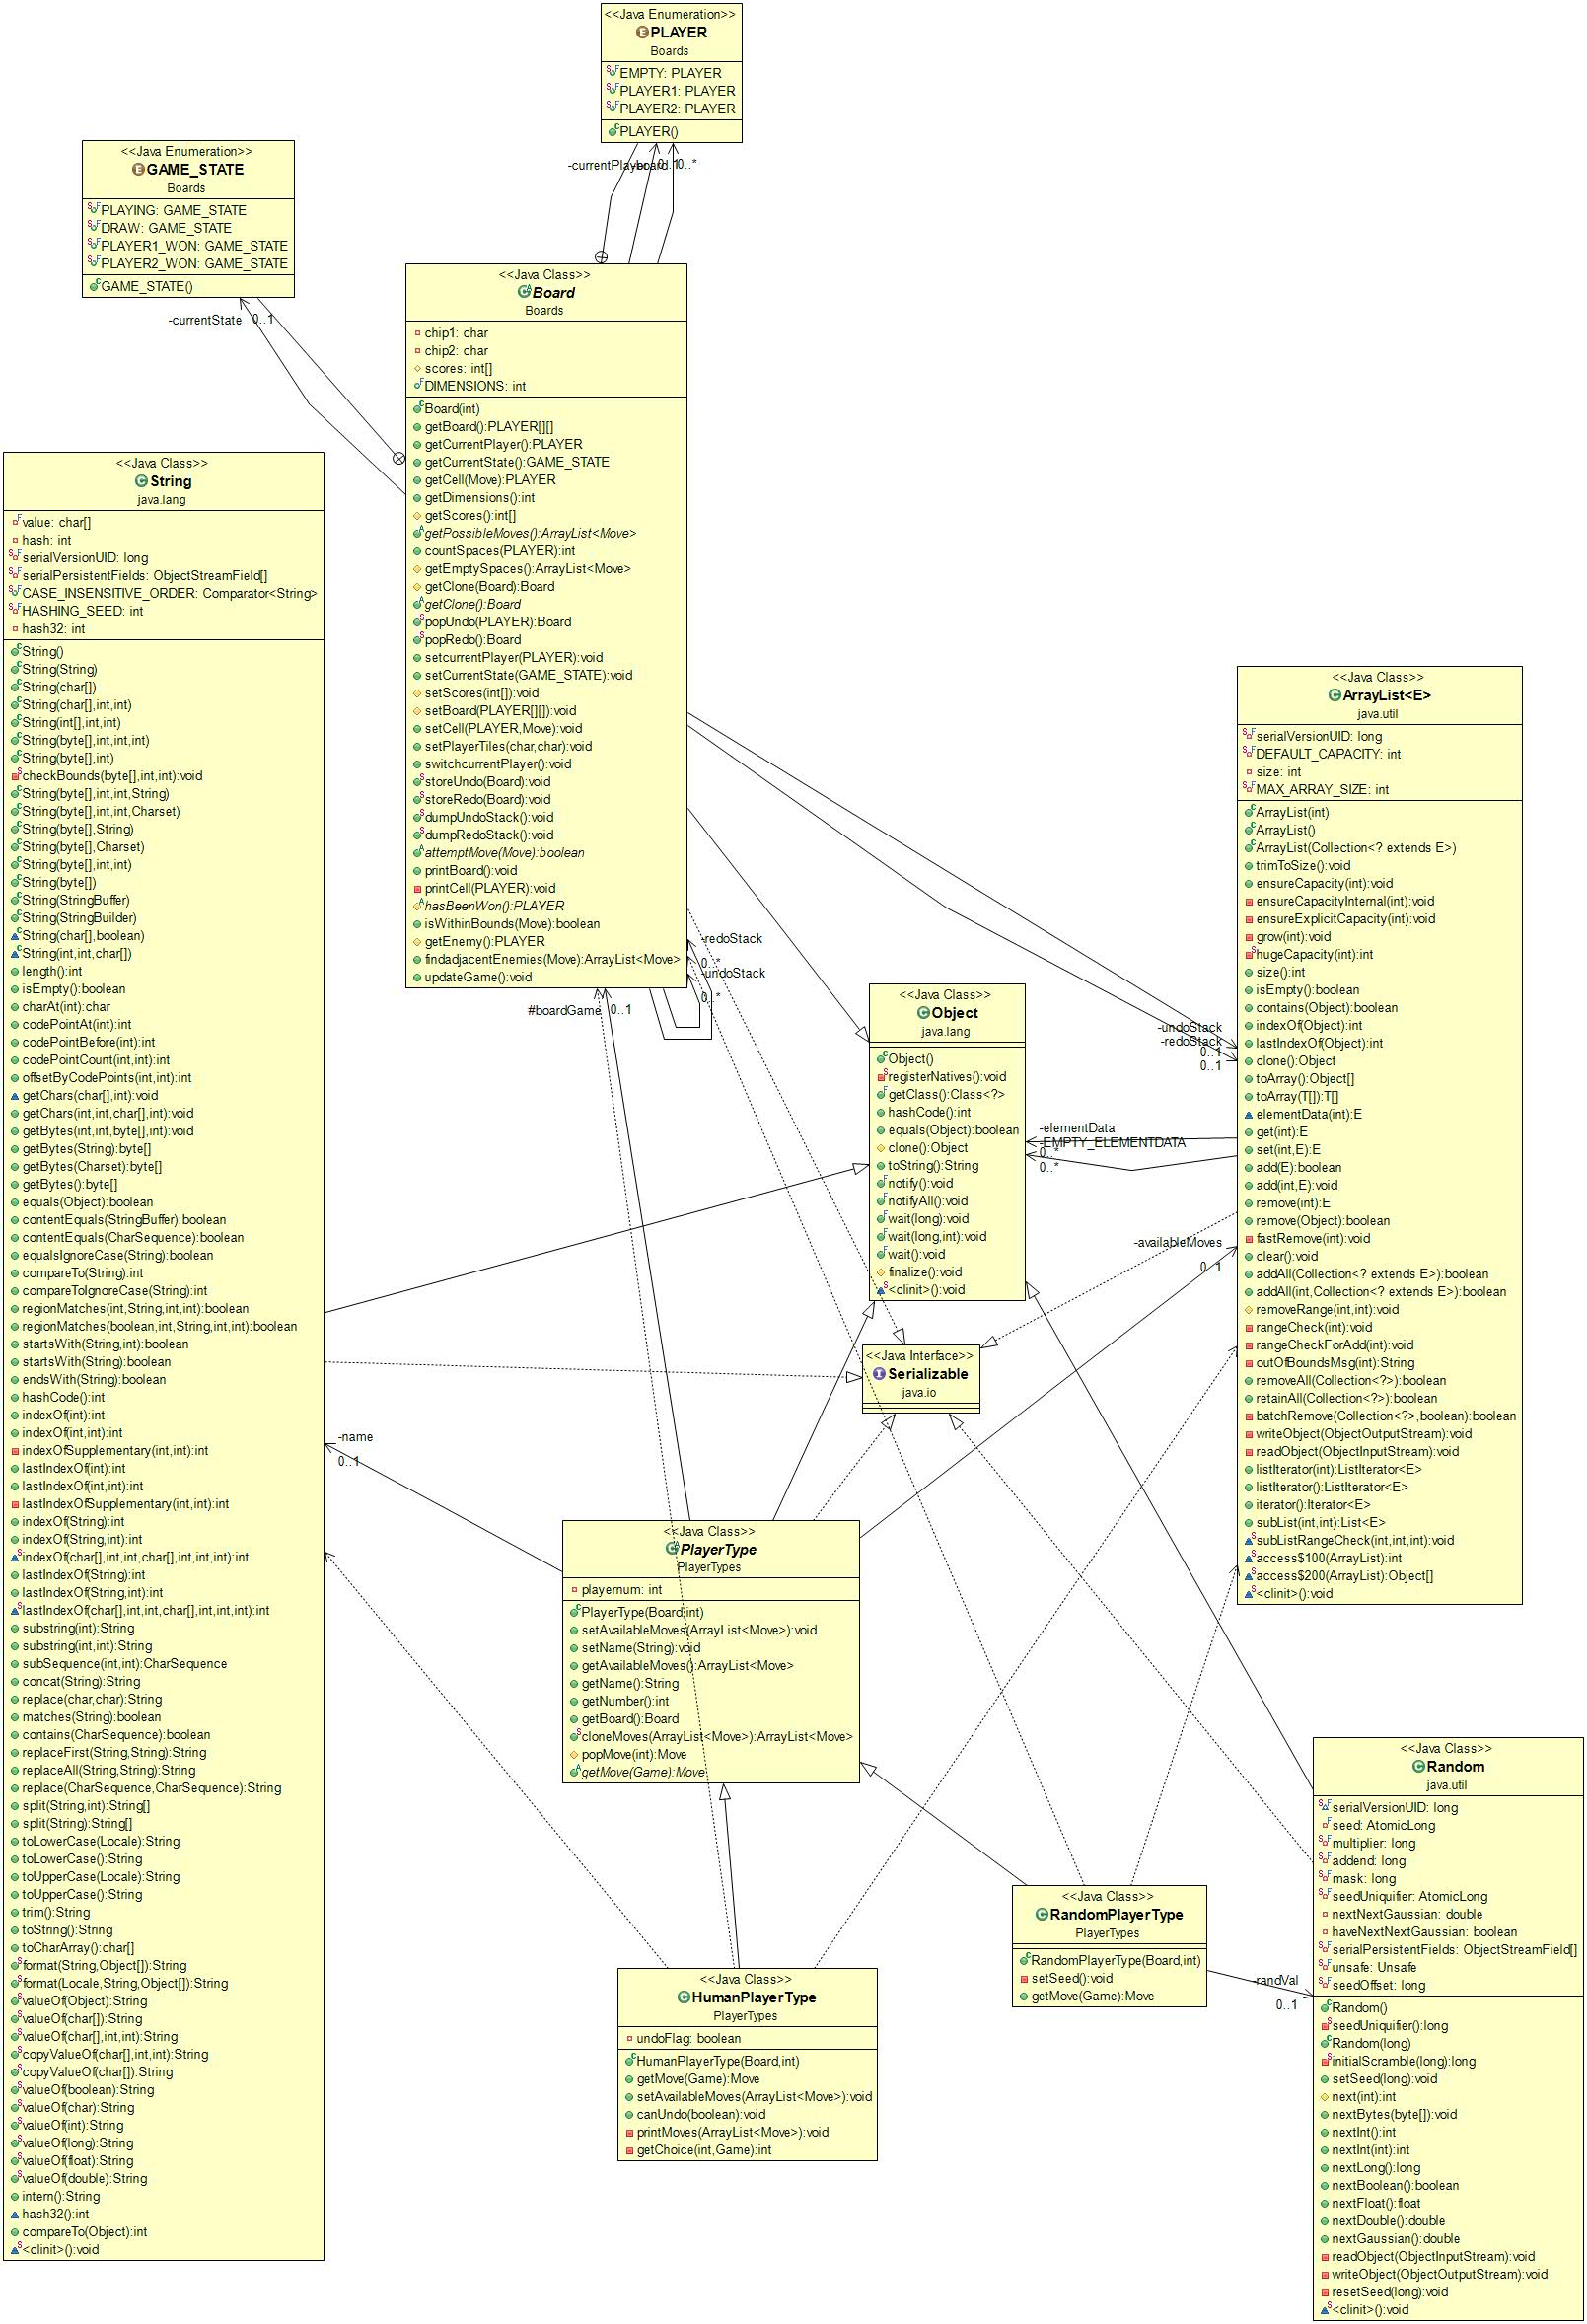 <<Java Enumeration>>
PLAYER
Boards
EMPTY: PLAYER
PLAYER1: PLAYER
PLAYER2: PLAYER
PLAYER()
-currentPlayer
0..1
-board
0..*
<<Java Enumeration>>
GAME_STATE
Boards
PLAYING: GAME_STATE
DRAW: GAME_STATE
PLAYER1_WON: GAME_STATE
PLAYER2_WON: GAME_STATE
GAME_STATE()
-currentState
0..1
<<Java Class>>
Board
Boards
chip1: char
chip2: char
scores: int[]
DIMENSIONS: int
Board(int)
getBoard():PLAYER[][]
getCurrentPlayer():PLAYER
getCurrentState():GAME_STATE
getCell(Move):PLAYER
getDimensions():int
getScores():int[]
getPossibleMoves():ArrayList<Move>
countSpaces(PLAYER):int
getEmptySpaces():ArrayList<Move>
getClone(Board):Board
getClone():Board
popUndo(PLAYER):Board
popRedo():Board
setcurrentPlayer(PLAYER):void
setCurrentState(GAME_STATE):void
setScores(int[]):void
setBoard(PLAYER[][]):void
setCell(PLAYER,Move):void
setPlayerTiles(char,char):void
switchcurrentPlayer():void
storeUndo(Board):void
storeRedo(Board):void
dumpUndoStack():void
dumpRedoStack():void
attemptMove(Move):boolean
printBoard():void
printCell(PLAYER):void
hasBeenWon():PLAYER
isWithinBounds(Move):boolean
getEnemy():PLAYER
findadjacentEnemies(Move):ArrayList<Move>
updateGame():void
-redoStack
0..*
-undoStack
0..*
#boardGame
0..1
<<Java Class>>
String
java.lang
value: char[]
hash: int
serialVersionUID: long
serialPersistentFields: ObjectStreamField[]
CASE_INSENSITIVE_ORDER: Comparator<String>
HASHING_SEED: int
hash32: int
String()
String(String)
String(char[])
String(char[],int,int)
String(int[],int,int)
String(byte[],int,int,int)
String(byte[],int)
checkBounds(byte[],int,int):void
String(byte[],int,int,String)
String(byte[],int,int,Charset)
String(byte[],String)
String(byte[],Charset)
String(byte[],int,int)
String(byte[])
String(StringBuffer)
String(StringBuilder)
String(char[],boolean)
String(int,int,char[])
length():int
isEmpty():boolean
charAt(int):char
codePointAt(int):int
codePointBefore(int):int
codePointCount(int,int):int
offsetByCodePoints(int,int):int
getChars(char[],int):void
getChars(int,int,char[],int):void
getBytes(int,int,byte[],int):void
getBytes(String):byte[]
getBytes(Charset):byte[]
getBytes():byte[]
equals(Object):boolean
contentEquals(StringBuffer):boolean
contentEquals(CharSequence):boolean
equalsIgnoreCase(String):boolean
compareTo(String):int
compareToIgnoreCase(String):int
regionMatches(int,String,int,int):boolean
regionMatches(boolean,int,String,int,int):boolean
startsWith(String,int):boolean
startsWith(String):boolean
endsWith(String):boolean
hashCode():int
indexOf(int):int
indexOf(int,int):int
indexOfSupplementary(int,int):int
lastIndexOf(int):int
lastIndexOf(int,int):int
lastIndexOfSupplementary(int,int):int
indexOf(String):int
indexOf(String,int):int
indexOf(char[],int,int,char[],int,int,int):int
lastIndexOf(String):int
lastIndexOf(String,int):int
lastIndexOf(char[],int,int,char[],int,int,int):int
substring(int):String
substring(int,int):String
subSequence(int,int):CharSequence
concat(String):String
replace(char,char):String
matches(String):boolean
contains(CharSequence):boolean
replaceFirst(String,String):String
replaceAll(String,String):String
replace(CharSequence,CharSequence):String
split(String,int):String[]
split(String):String[]
toLowerCase(Locale):String
toLowerCase():String
toUpperCase(Locale):String
toUpperCase():String
trim():String
toString():String
toCharArray():char[]
format(String,Object[]):String
format(Locale,String,Object[]):String
valueOf(Object):String
valueOf(char[]):String
valueOf(char[],int,int):String
copyValueOf(char[],int,int):String
copyValueOf(char[]):String
valueOf(boolean):String
valueOf(char):String
valueOf(int):String
valueOf(long):String
valueOf(float):String
valueOf(double):String
intern():String
hash32():int
compareTo(Object):int
<clinit>():void
-name
0..1
<<Java Class>>
Object
java.lang
Object()
registerNatives():void
getClass():Class<?>
hashCode():int
equals(Object):boolean
clone():Object
toString():String
notify():void
notifyAll():void
wait(long):void
wait(long,int):void
wait():void
finalize():void
<clinit>():void
<<Java Interface>>
Serializable
java.io
-undoStack
-redoStack
0..1
0..1
-elementData
-EMPTY_ELEMENTDATA
0..*
0..*
-availableMoves
0..1
<<Java Class>>
ArrayList<E>
java.util
serialVersionUID: long
DEFAULT_CAPACITY: int
size: int
MAX_ARRAY_SIZE: int
ArrayList(int)
ArrayList()
ArrayList(Collection<? extends E>)
trimToSize():void
ensureCapacity(int):void
ensureCapacityInternal(int):void
ensureExplicitCapacity(int):void
grow(int):void
hugeCapacity(int):int
size():int
isEmpty():boolean
contains(Object):boolean
indexOf(Object):int
lastIndexOf(Object):int
clone():Object
toArray():Object[]
toArray(T[]):T[]
elementData(int):E
get(int):E
set(int,E):E
add(E):boolean
add(int,E):void
remove(int):E
remove(Object):boolean
fastRemove(int):void
clear():void
addAll(Collection<? extends E>):boolean
addAll(int,Collection<? extends E>):boolean
removeRange(int,int):void
rangeCheck(int):void
rangeCheckForAdd(int):void
outOfBoundsMsg(int):String
removeAll(Collection<?>):boolean
retainAll(Collection<?>):boolean
batchRemove(Collection<?>,boolean):boolean
writeObject(ObjectOutputStream):void
readObject(ObjectInputStream):void
listIterator(int):ListIterator<E>
listIterator():ListIterator<E>
iterator():Iterator<E>
subList(int,int):List<E>
subListRangeCheck(int,int,int):void
access$100(ArrayList):int
access$200(ArrayList):Object[]
<clinit>():void
<<Java Class>>
PlayerType
PlayerTypes
playernum: int
PlayerType(Board,int)
setAvailableMoves(ArrayList<Move>):void
setName(String):void
getAvailableMoves():ArrayList<Move>
getName():String
getNumber():int
getBoard():Board
cloneMoves(ArrayList<Move>):ArrayList<Move>
popMove(int):Move
getMove(Game):Move
<<Java Class>>
HumanPlayerType
PlayerTypes
undoFlag: boolean
HumanPlayerType(Board,int)
getMove(Game):Move
setAvailableMoves(ArrayList<Move>):void
canUndo(boolean):void
printMoves(ArrayList<Move>):void
getChoice(int,Game):int
<<Java Class>>
RandomPlayerType
PlayerTypes
RandomPlayerType(Board,int)
setSeed():void
getMove(Game):Move
-randVal
0..1
<<Java Class>>
Random
java.util
serialVersionUID: long
seed: AtomicLong
multiplier: long
addend: long
mask: long
seedUniquifier: AtomicLong
nextNextGaussian: double
haveNextNextGaussian: boolean
serialPersistentFields: ObjectStreamField[]
unsafe: Unsafe
seedOffset: long
Random()
seedUniquifier():long
Random(long)
initialScramble(long):long
setSeed(long):void
next(int):int
nextBytes(byte[]):void
nextInt():int
nextInt(int):int
nextLong():long
nextBoolean():boolean
nextFloat():float
nextDouble():double
nextGaussian():double
readObject(ObjectInputStream):void
writeObject(ObjectOutputStream):void
resetSeed(long):void
<clinit>():void